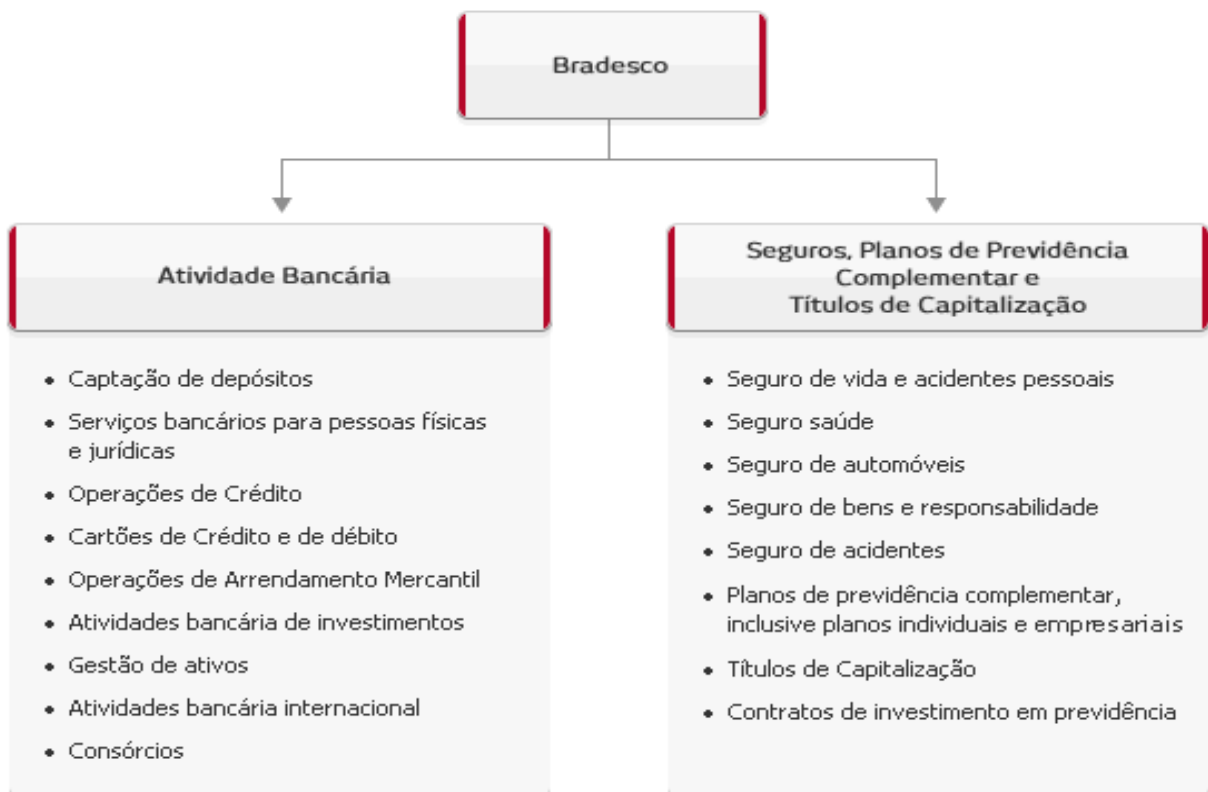 Bradesco
Atividade Bancária
• Captação de depósitos
• Serviços bancários para pessoas físicas
e jurídicas
• Operações de Crédito
• Cartões de Crédito e de débito
• Operações de Arrendamento Mercantil
• Atividades bancária de investimentos
• Gestão de ativos
• Atividades bancária internacional
• Consórcios
Seguros, Planos de Previdência
Complementar e
Títulos de Capitalização
• Seguro de vida e acidentes pessoais
• Seguro saúde
• Seguro de automóveis
• Seguro de bens e responsabilidade
• Seguro de acidentes
• Planos de previdência complementar,
inclusive planos individuais e empresariais
• Títulos de Capitalização
• Contratos de investimento em previdência